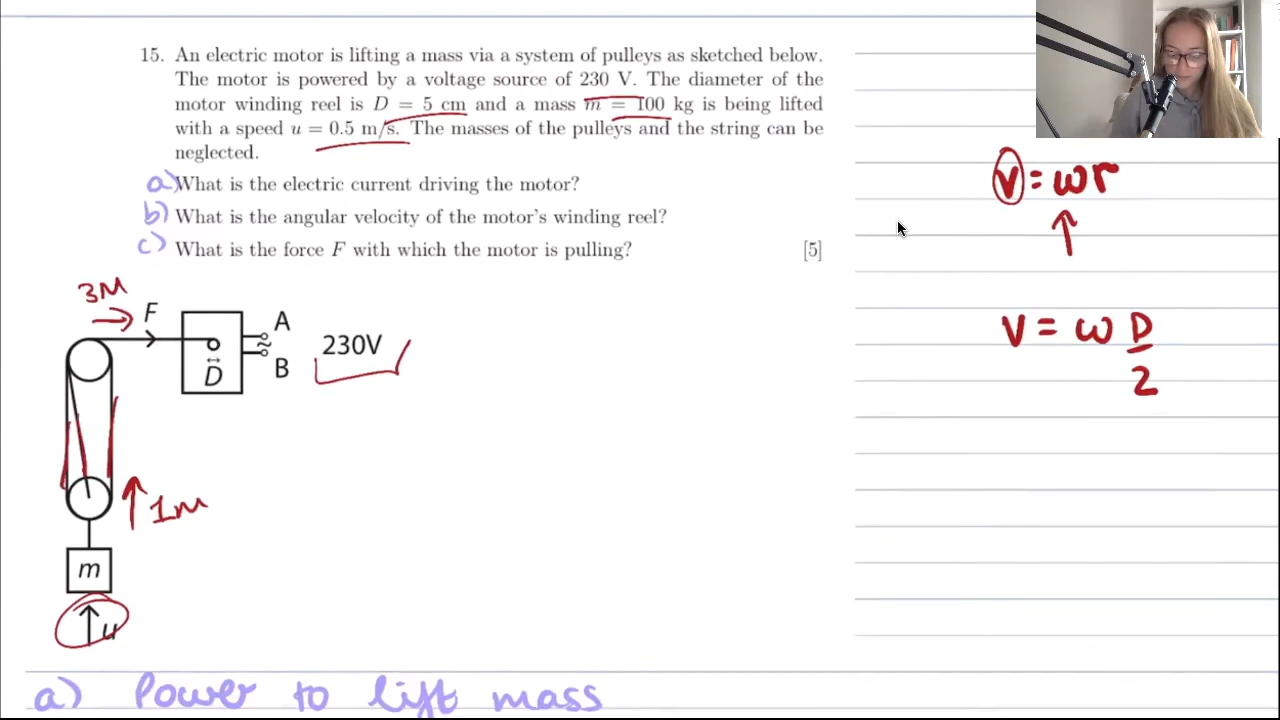 15. An electric motor is lifting a mass via a system of pulleys as sketched below.
The motor is powered by a voltage source of 230 V. The diameter of the
motor winding reel is D = 5 cm and a mass m = 100 kg is being lifted
with a speed u = 0.5 m/s. The masses of the pulleys and the string can be
neglected.
a) What is the electric current driving the motor?
b) What is the angular velocity of the motor's winding reel?
c) What is the force F with which the motor is pulling? [5]
3M
F
A
B
D
230V
1M
m
u
v = ωr
v = ω D
2
a) Power to lift mass